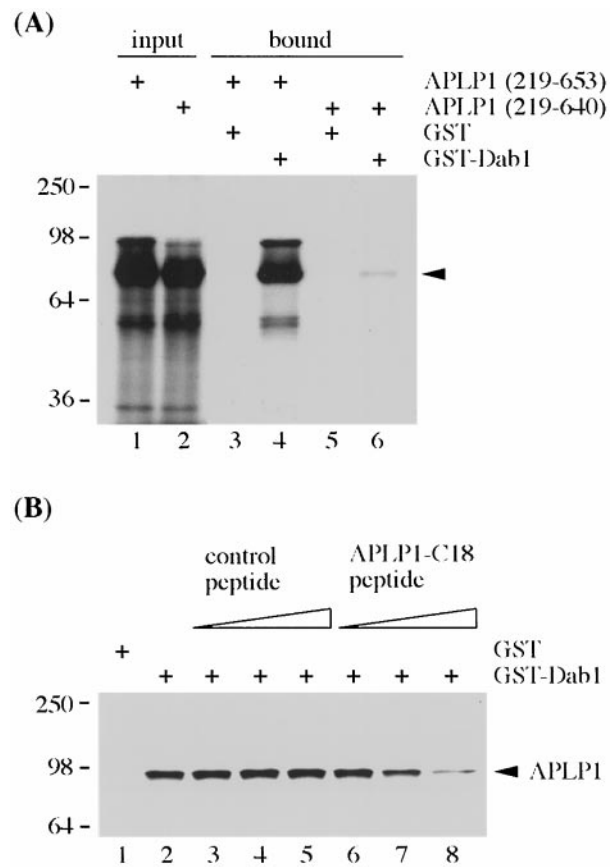 (A)
input bound
+ + + APLP1 (219-653)
+ + + APLP1 (219-640)
+ + GST
+ + GST-Dab1
250 -
98 -
64 -
36 -
1 2 3 4 5 6
(B)
control peptide
APLP1-C18 peptide
+ GST
+ + + + + + + GST-Dab1
250 -
98 - APLP1
64 -
1 2 3 4 5 6 7 8